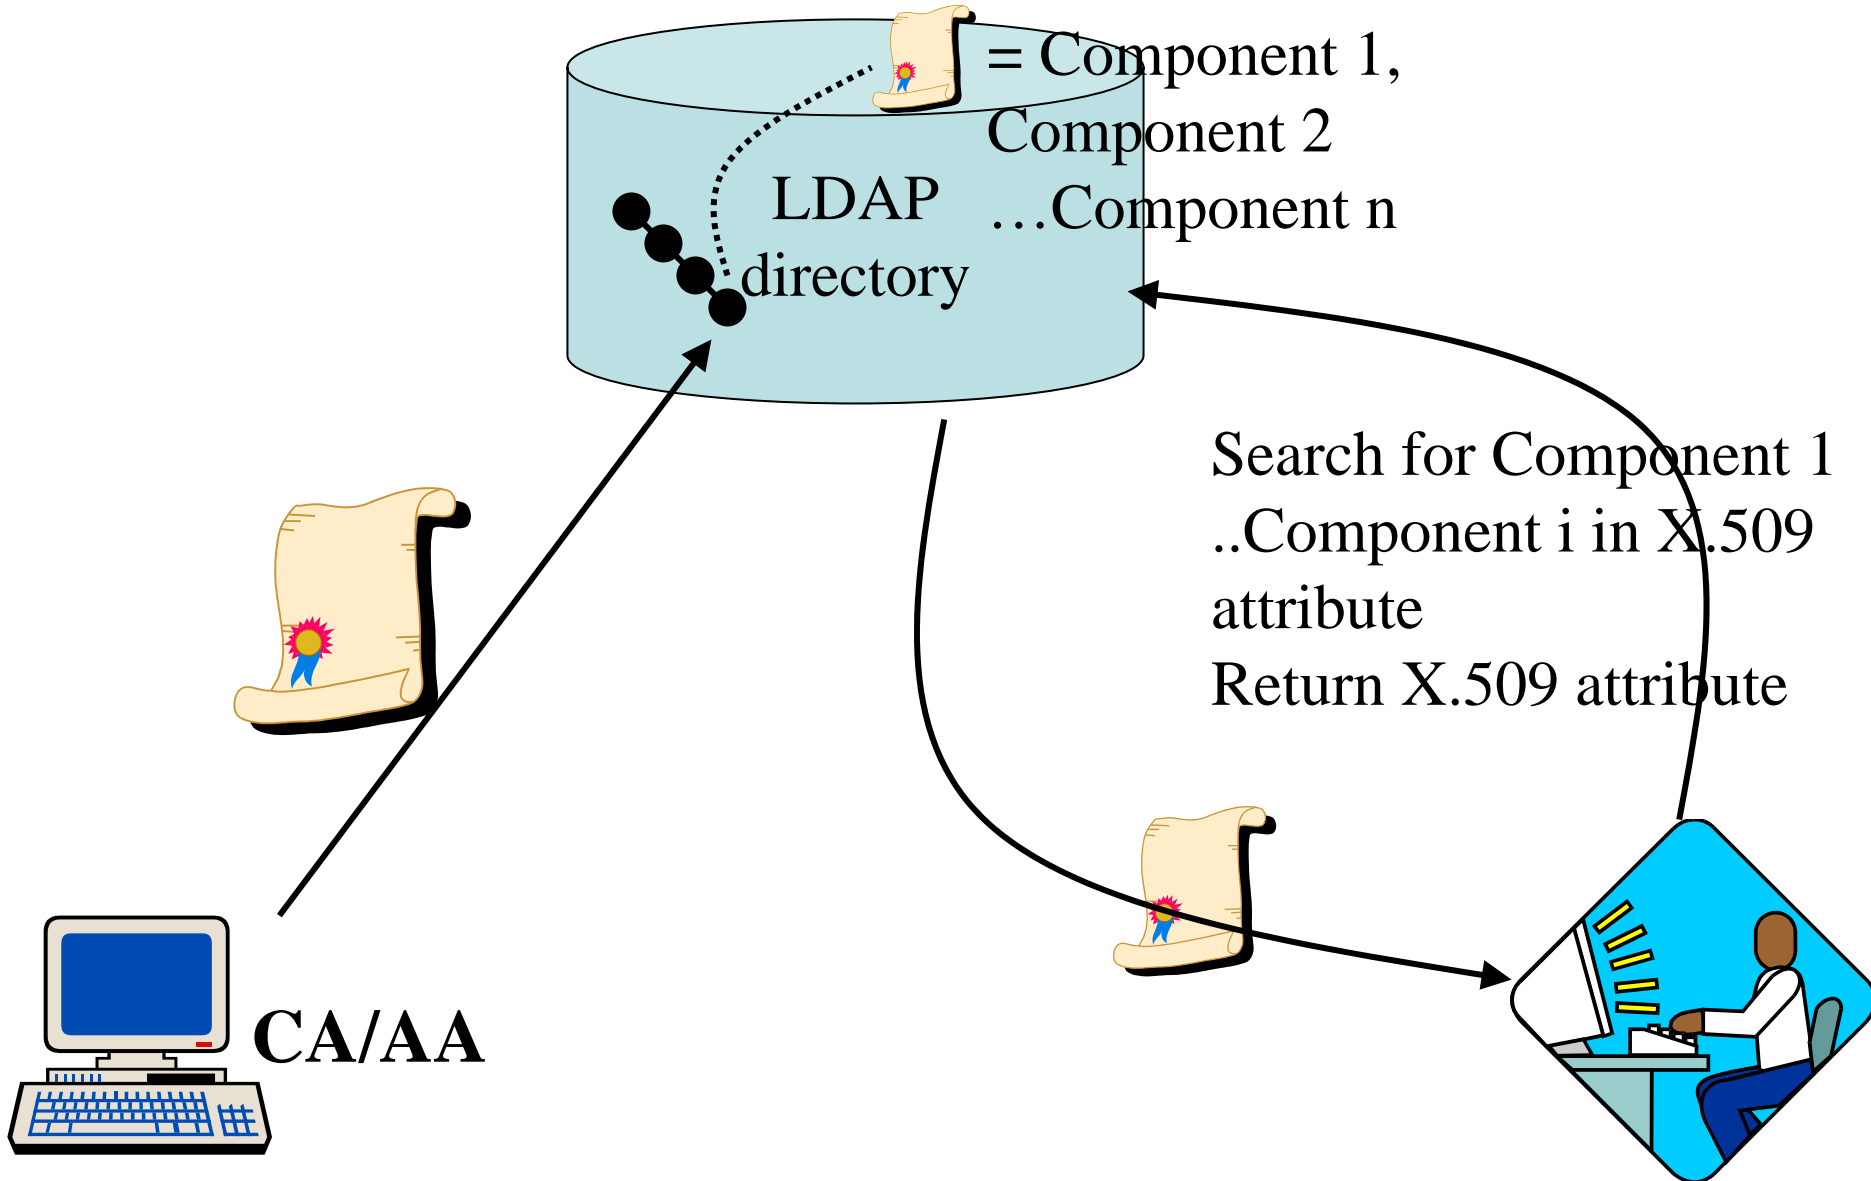 = Component 1,
Component 2
…Component n
LDAP
directory
Search for Component 1
..Component i in X.509
attribute
Return X.509 attribute
CA/AA